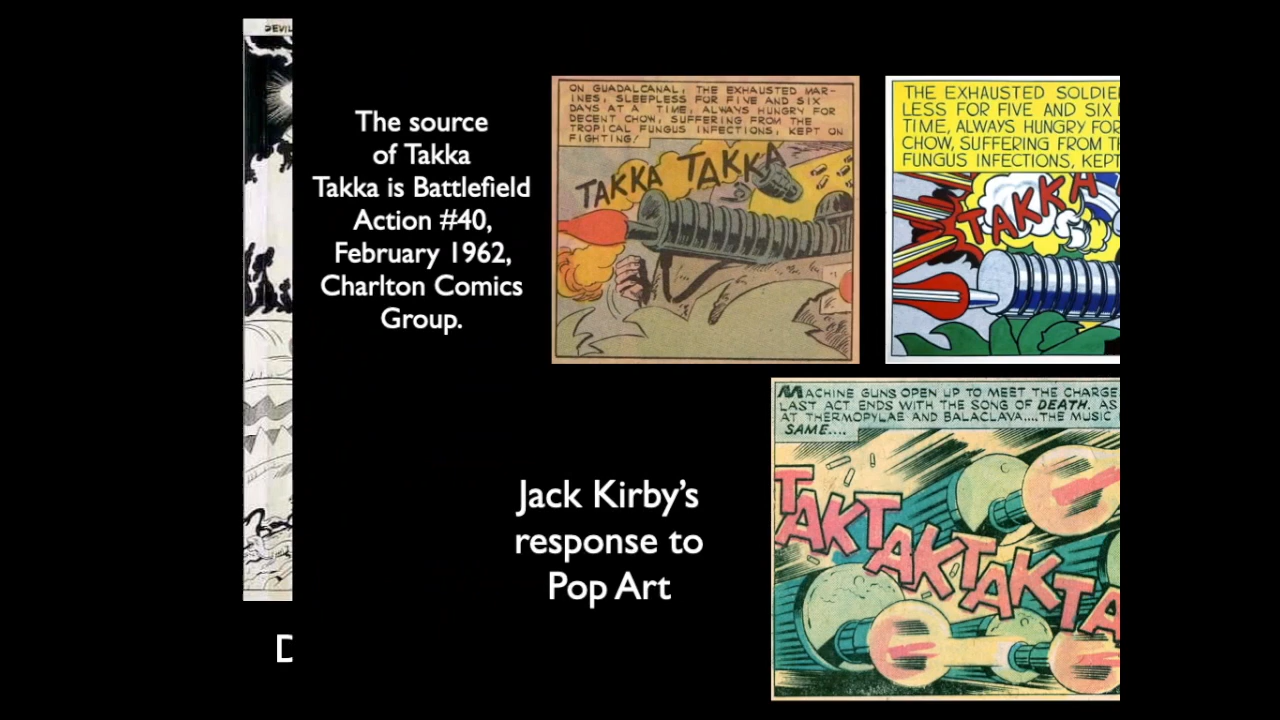 DEVIL
The source
of Takka
Takka is Battlefield
Action #40,
February 1962,
Charlton Comics
Group.
ON GUADALCANAL, THE EXHAUSTED MAR-
INES, SLEEPLESS FOR FIVE AND SIX
DAYS AT A TIME, ALWAYS HUNGRY FOR
DECENT CHOW, SUFFERING FROM THE
TROPICAL FUNGUS INFECTIONS, KEPT ON
FIGHTING!
TAKKA TAKKA
THE EXHAUSTED SOLDIE
LESS FOR FIVE AND SIX
TIME, ALWAYS HUNGRY FOR
CHOW, SUFFERING FROM TH
FUNGUS INFECTIONS, KEPT
TAKKA
Jack Kirby’s
response to
Pop Art
MACHINE GUNS OPEN UP TO MEET THE CHARGE
LAST ACT ENDS WITH THE SONG OF DEATH. AS
AT THERMOPYLAE AND BALACLAVA....THE MUSIC
SAME....
TAKTAKTAKTA
D